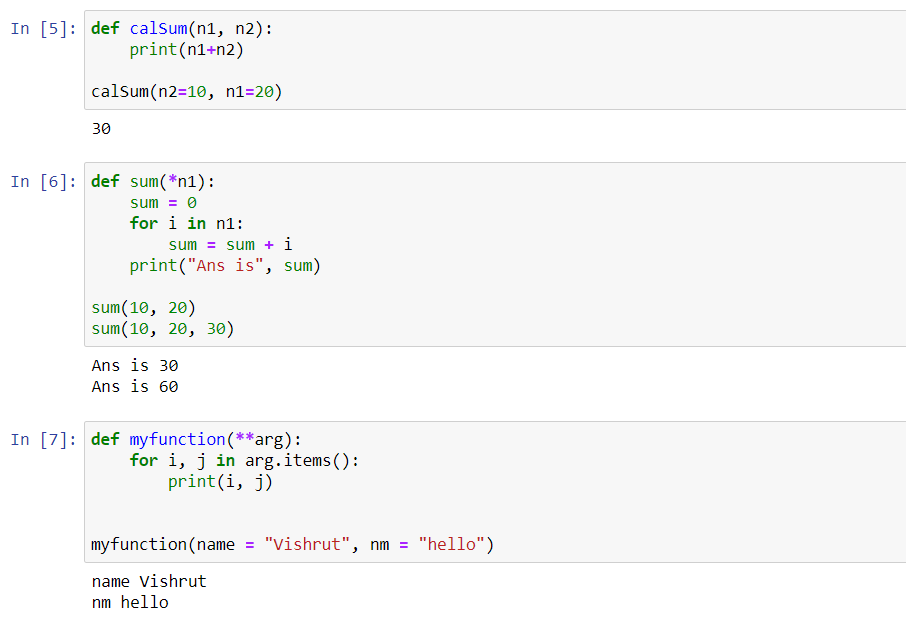 In [5]: def calSum(n1, n2):
    print(n1+n2)
calSum(n2=10, n1=20)
30
In [6]: def sum(*n1):
    sum = 0
    for i in n1:
        sum = sum + i
    print("Ans is", sum)
sum(10, 20)
sum(10, 20, 30)
Ans is 30
Ans is 60
In [7]: def myfunction(**arg):
    for i, j in arg.items():
        print(i, j)
myfunction(name = "Vishrut", nm = "hello")
name Vishrut
nm hello